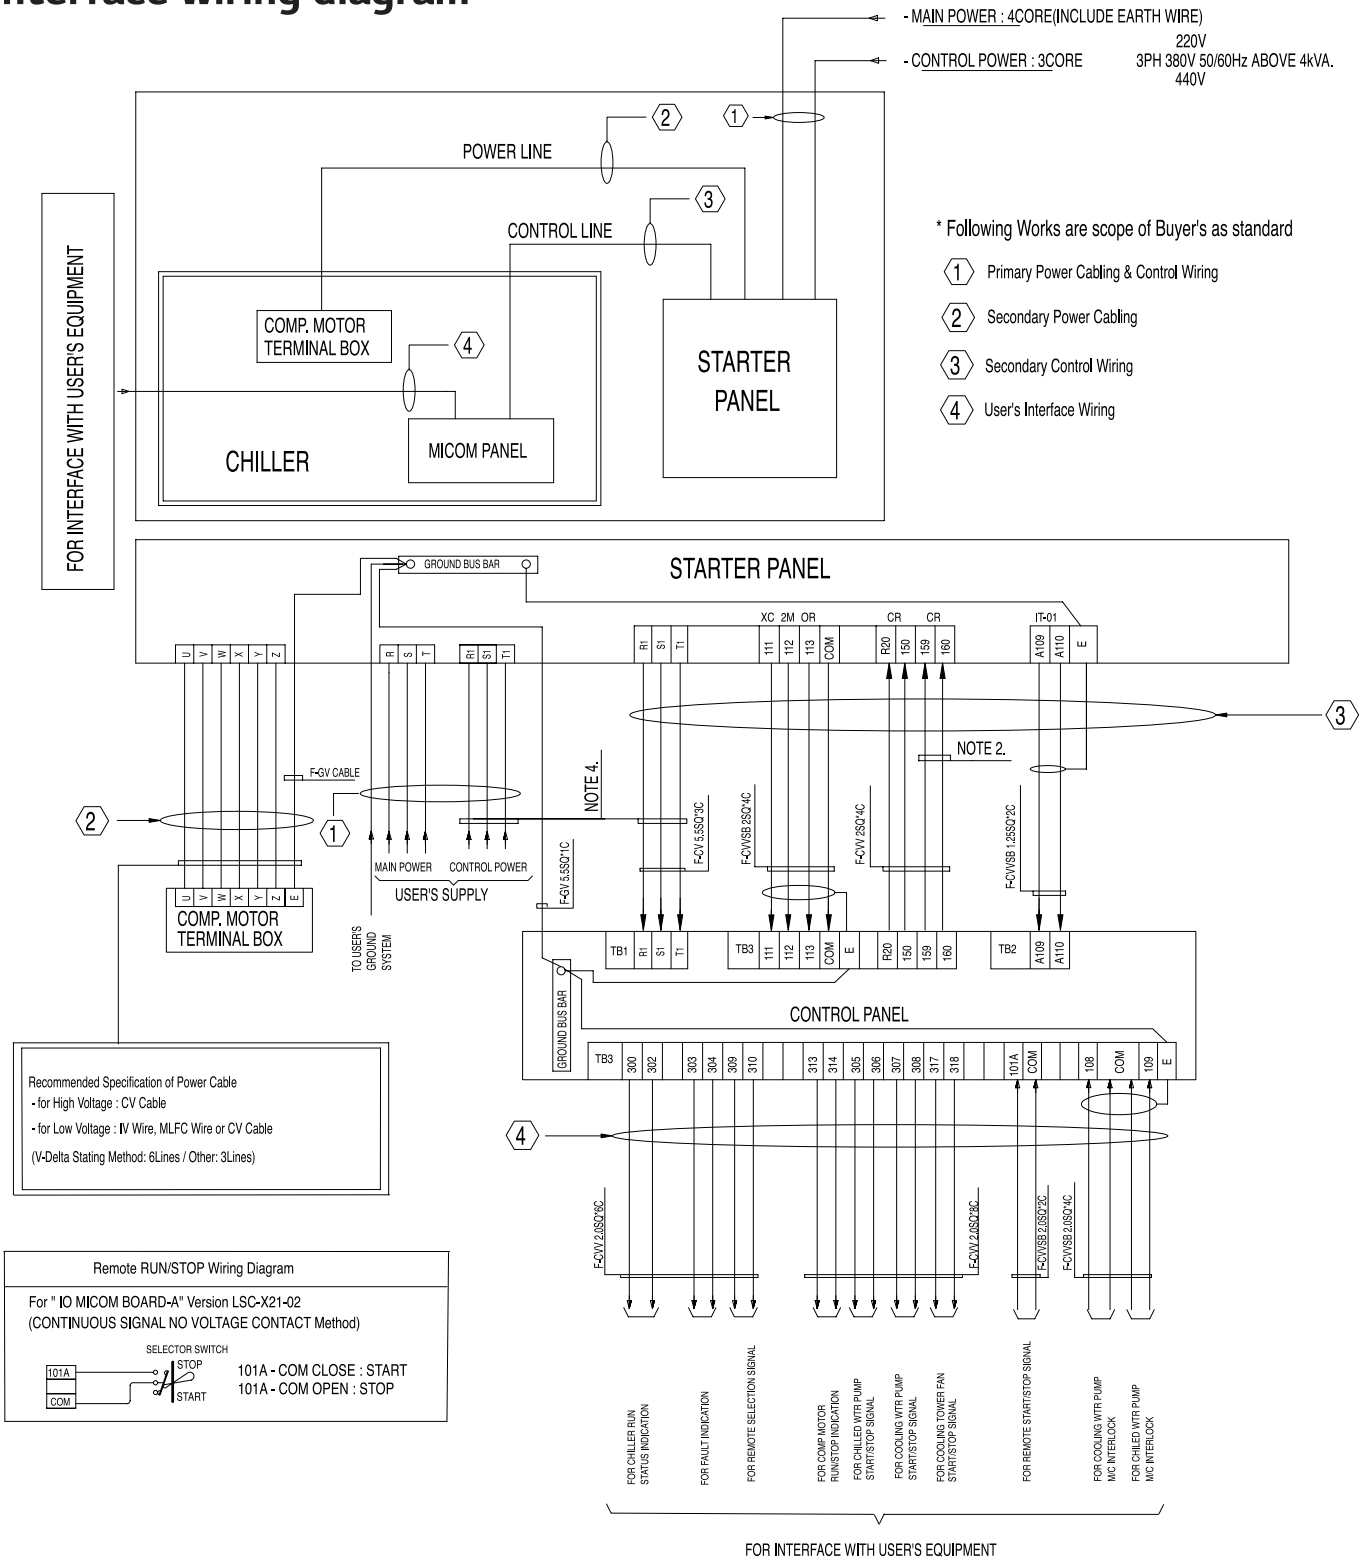 Interface wiring diagram
- MAIN POWER : 4CORE(INCLUDE EARTH WIRE)
220V
- CONTROL POWER : 3CORE
3PH 380V 50/60Hz ABOVE 4kVA.
440V
2
1
POWER LINE
3
CONTROL LINE
FOR INTERFACE WITH USER'S EQUIPMENT
COMP. MOTOR
TERMINAL BOX
4
STARTER
PANEL
MICOM PANEL
CHILLER
* Following Works are scope of Buyer's as standard
1 Primary Power Cabling & Control Wiring
2 Secondary Power Cabling
3 Secondary Control Wiring
4 User's Interface Wiring
GROUND BUS BAR
STARTER PANEL
XC 2M OR
CR CR
IT-01
U V W X Y Z
R S T
R1 S1 T1
R1 S1 T1
111 112 113 COM
R20 150 159 160
A109 A110 E
3
F-GV CABLE
NOTE 4.
NOTE 2.
2
1
F-GV 5.5SQ*1C
F-CV 5.5SQ*3C
F-CVVSB 2SQ*4C
F-CVV 2SQ*4C
F-CVVSB 1.25SQ*2C
MAIN POWER
CONTROL POWER
USER'S SUPPLY
U V W X Y Z E
COMP. MOTOR
TERMINAL BOX
TO USER'S
GROUND
SYSTEM
TB1 R1 S1 T1
TB3 111 112 113 COM E R20 150 159 160
TB2 A109 A110
GROUND BUS BAR
CONTROL PANEL
TB3 300 302 303 304 309 310 313 314 305 306 307 308 317 318 101A COM 108 COM 109 E
Recommended Specification of Power Cable
- for High Voltage : CV Cable
- for Low Voltage : IV Wire, MLFC Wire or CV Cable
(V-Delta Stating Method: 6Lines / Other: 3Lines)
4
F-CVV 2.0SQ*6C
F-CVV 2.0SQ*8C
F-CVVSB 2.0SQ*2C
F-CVVSB 2.0SQ*4C
Remote RUN/STOP Wiring Diagram
For " IO MICOM BOARD-A" Version LSC-X21-02
(CONTINUOUS SIGNAL NO VOLTAGE CONTACT Method)
SELECTOR SWITCH
101A
COM
STOP
START
101A - COM CLOSE : START
101A - COM OPEN : STOP
FOR CHILLER RUN
STATUS INDICATION
FOR FAULT INDICATION
FOR REMOTE SELECTION SIGNAL
FOR COMP MOTOR
RUN/STOP INDICATION
FOR CHILLED WTR PUMP
START/STOP SIGNAL
FOR COOLING WTR PUMP
START/STOP SIGNAL
FOR COOLING TOWER FAN
START/STOP SIGNAL
FOR REMOTE START/STOP SIGNAL
FOR COOLING WTR PUMP
M/C INTERLOCK
FOR CHILED WTR PUMP
M/C INTERLOCK
FOR INTERFACE WITH USER'S EQUIPMENT